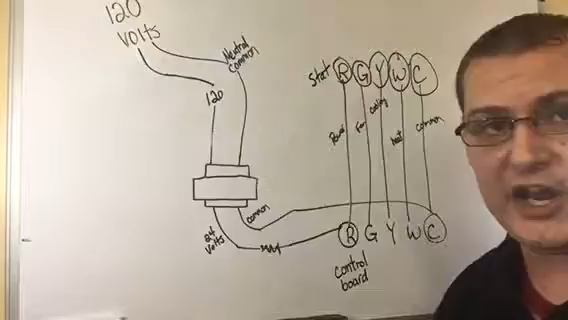 120
VOLTS
Neutral
common
120
Stat R G Y W C
Power
Fan
Cooling
Heat
common
24
Volts
common
R G Y W C
Control
board